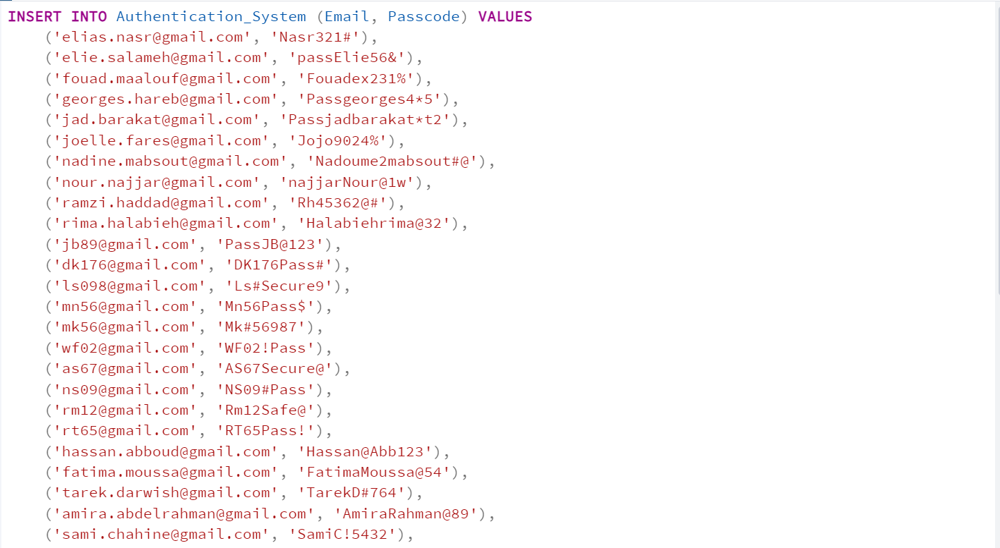 INSERT INTO Authentication_System (Email, Passcode) VALUES
('elias.nasr@gmail.com', 'Nasr321#'),
('elie.salameh@gmail.com', 'passElie56&'),
('fouad.maalouf@gmail.com', 'Fouadex231%'),
('georges.hareb@gmail.com', 'Passgeorges4*5'),
('jad.barakat@gmail.com', 'Passjadbarakat*t2'),
('joelle.fares@gmail.com', 'Jojo9024%'),
('nadine.mabsout@gmail.com', 'Nadoume2mabsout#@'),
('nour.najjar@gmail.com', 'najjarNour@1w'),
('ramzi.haddad@gmail.com', 'Rh45362@#'),
('rima.halabieh@gmail.com', 'Halabiehrima@32'),
('jb89@gmail.com', 'PassJB@123'),
('dk176@gmail.com', 'DK176Pass#'),
('ls098@gmail.com', 'Ls#Secure9'),
('mn56@gmail.com', 'Mn56Pass$'),
('mk56@gmail.com', 'Mk#56987'),
('wf02@gmail.com', 'WF02!Pass'),
('as67@gmail.com', 'AS67Secure@'),
('ns09@gmail.com', 'NS09#Pass'),
('rm12@gmail.com', 'Rm12Safe@'),
('rt65@gmail.com', 'RT65Pass!'),
('hassan.abboud@gmail.com', 'Hassan@Abb123'),
('fatima.moussa@gmail.com', 'FatimaMoussa@54'),
('tarek.darwish@gmail.com', 'TarekD#764'),
('amira.abdelrahman@gmail.com', 'AmiraRahman@89'),
('sami.chahine@gmail.com', 'SamiC!5432'),